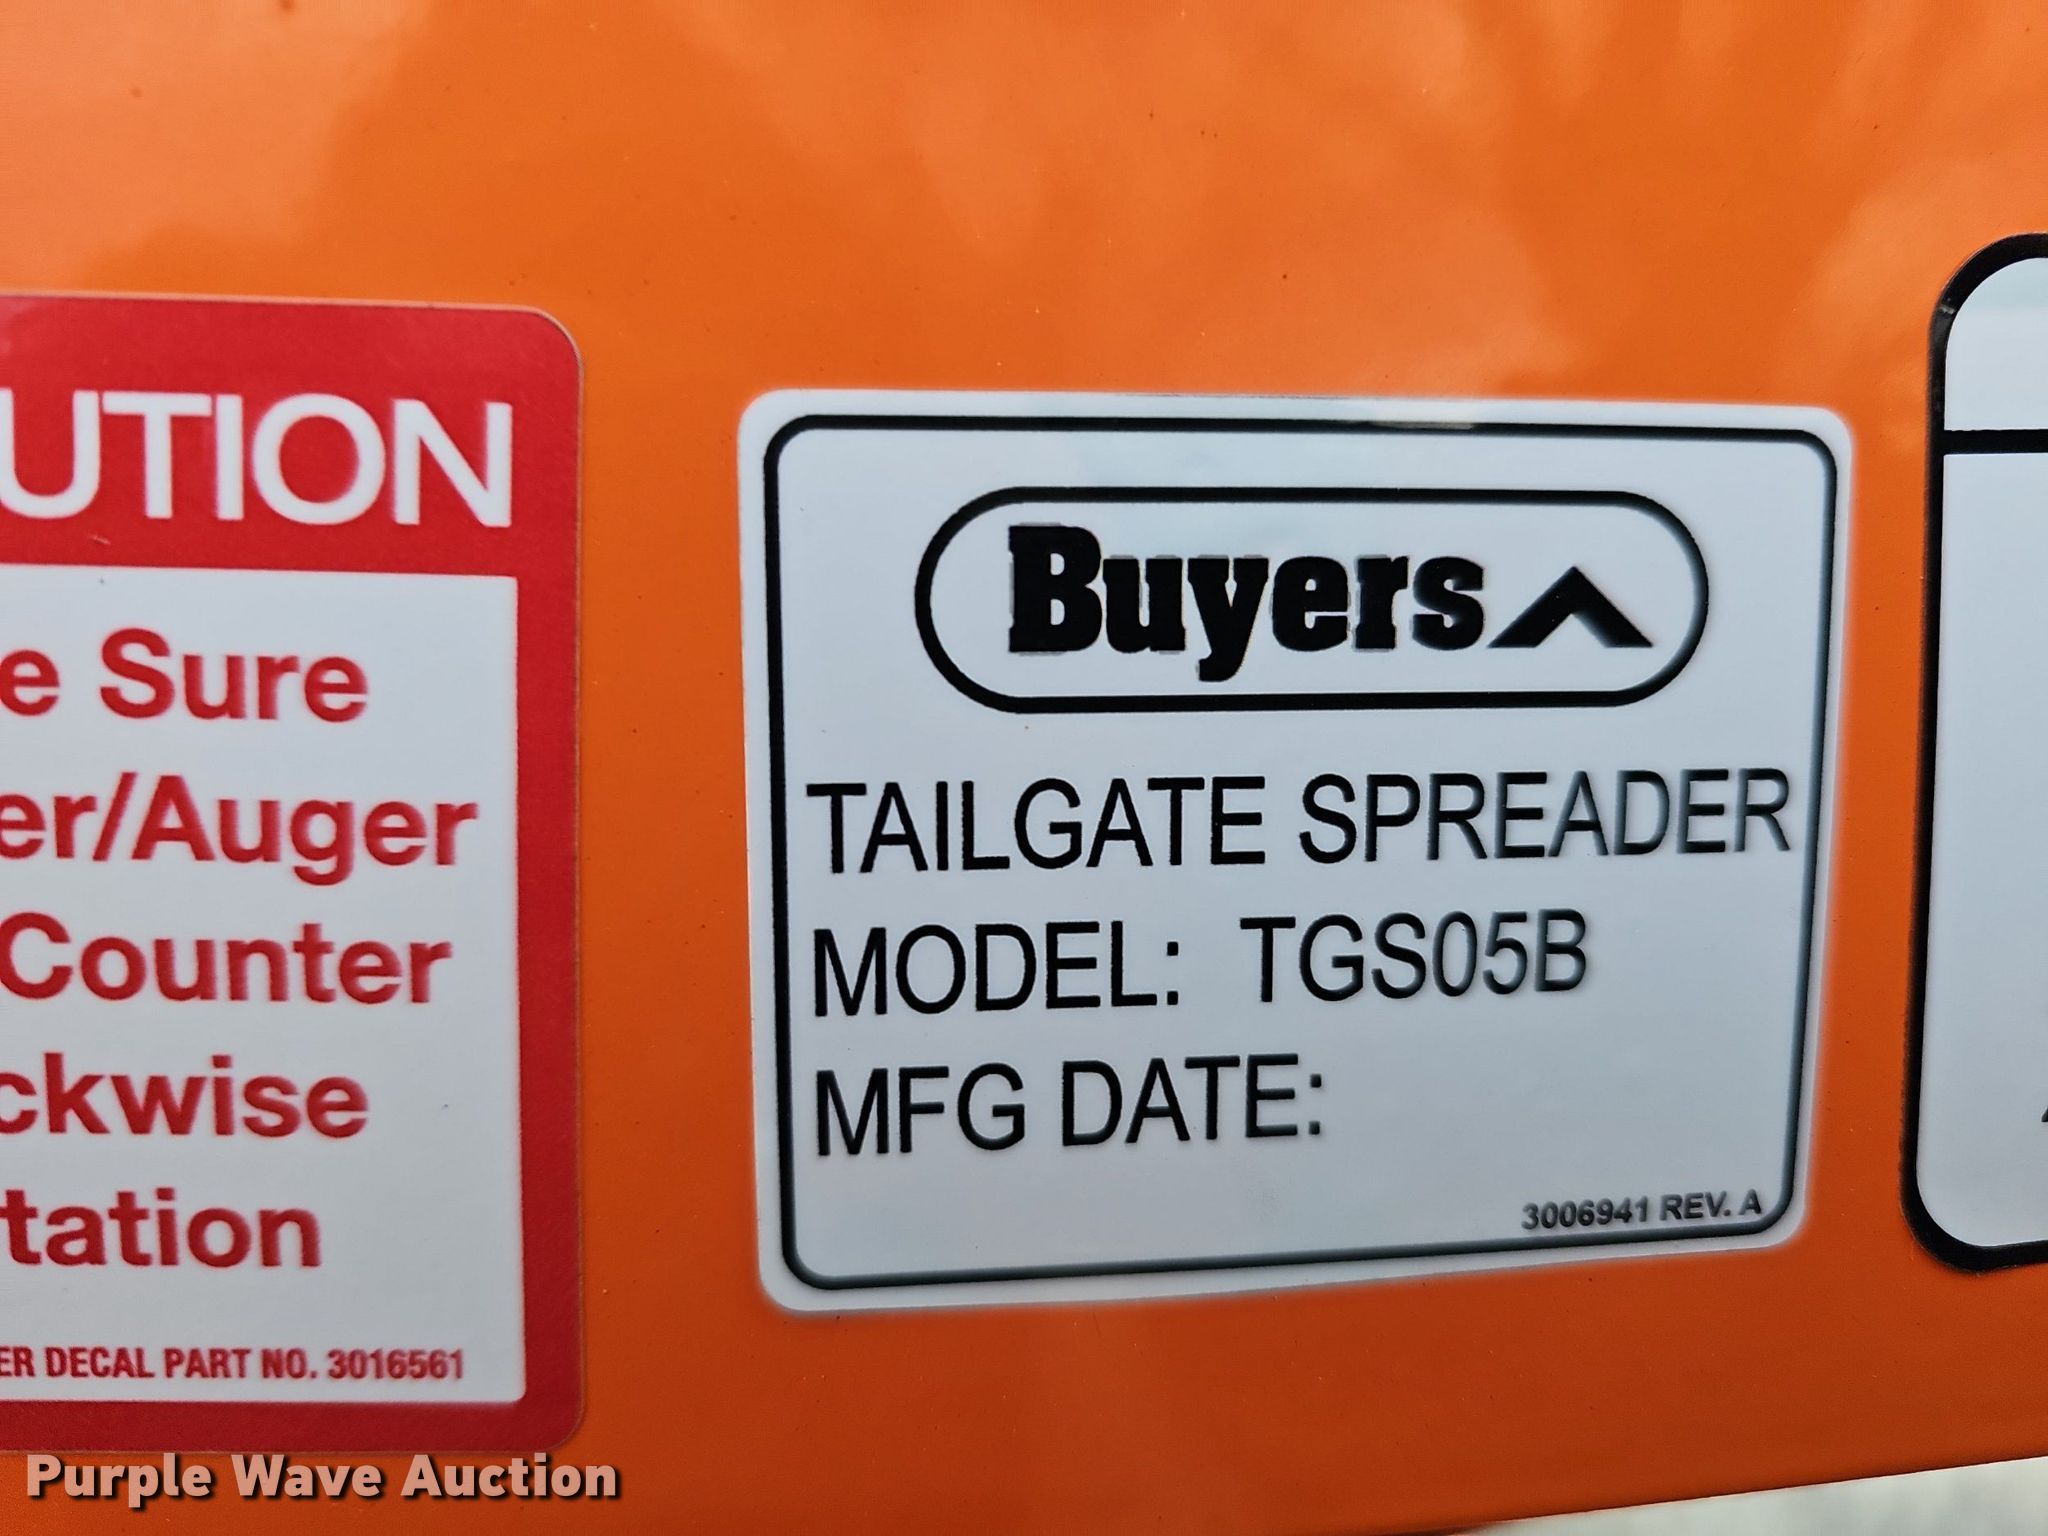 UTION
e Sure
er/Auger
Counter
ckwise
tation
ER DECAL PART NO. 3016561
Buyers
TAILGATE SPREADER
MODEL: TGS05B
MFG DATE:
3006941 REV. A
Purple Wave Auction